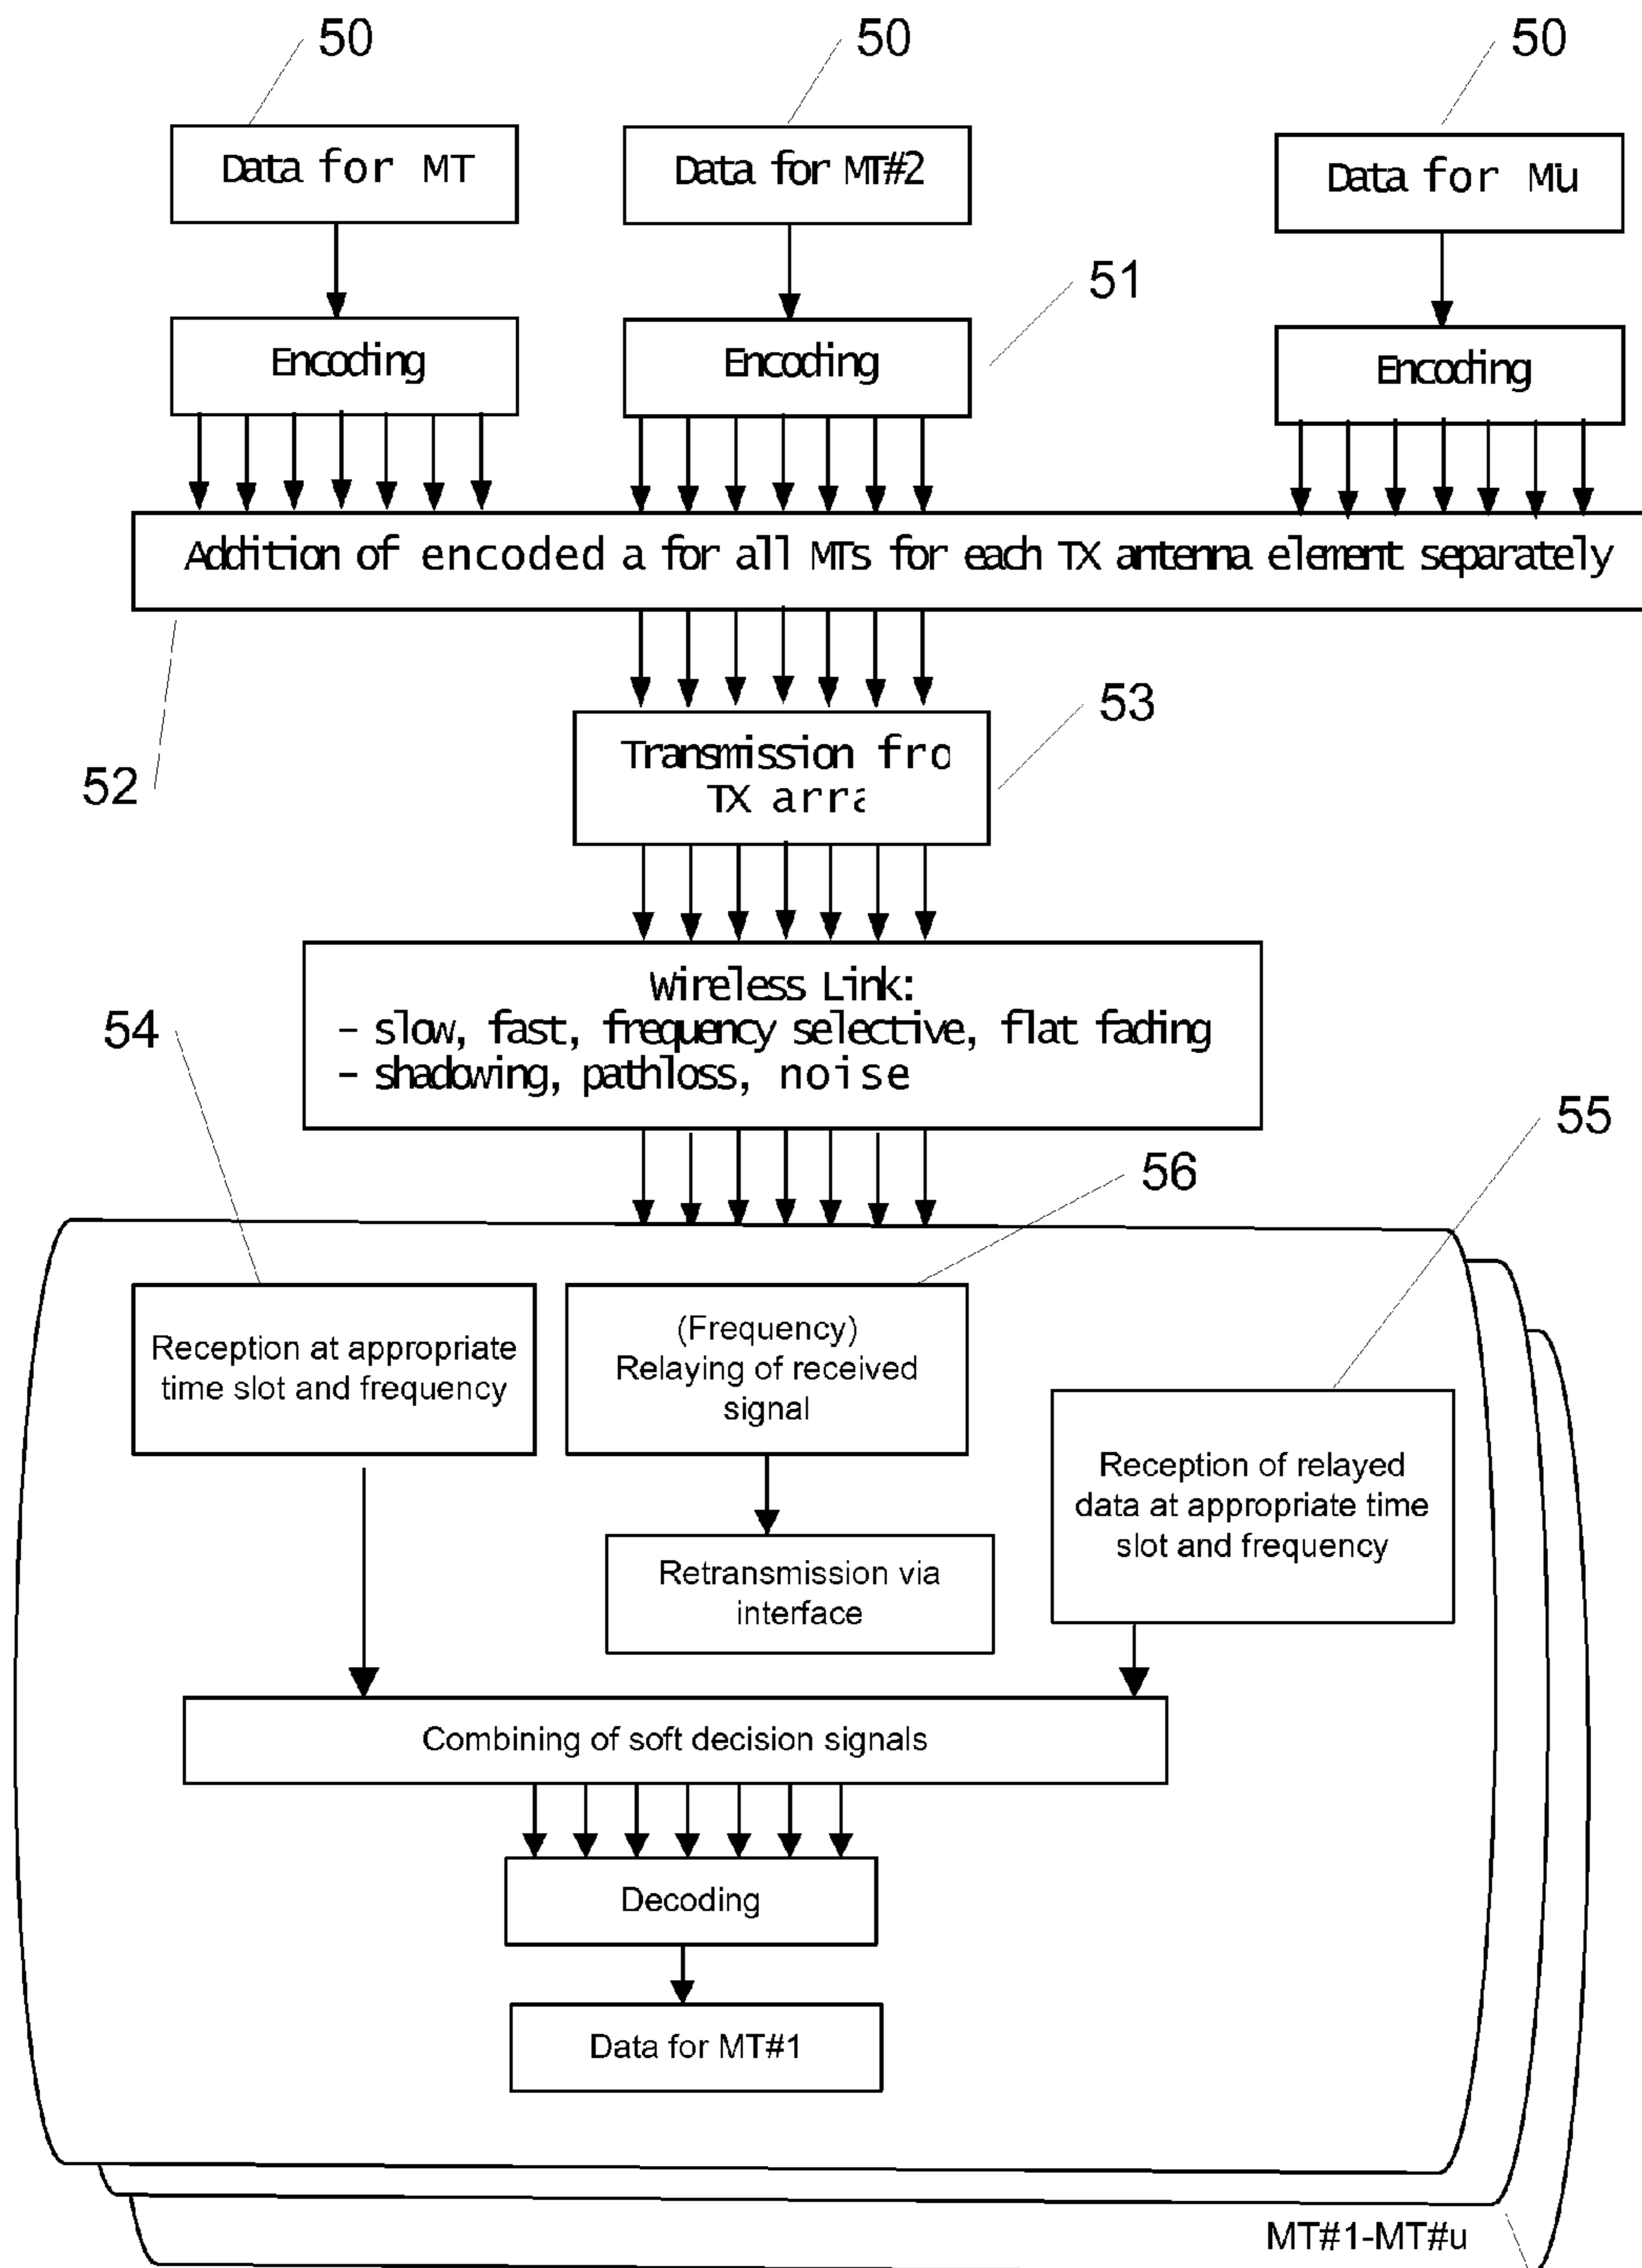 50
50
50
Data for MT
Data for MT#2
Data for Mu
51
Encoding
Encoding
Encoding
Addition of encoded a for all MTs for each TX antenna element separately
52
53
Transmission fro
TX arra
Wireless Link:
- slow, fast, frequency selective, flat fading
- shadowing, pathloss, noise
54
55
56
Reception at appropriate
time slot and frequency
(Frequency)
Relaying of received
signal
Reception of relayed
data at appropriate time
slot and frequency
Retransmission via
interface
Combining of soft decision signals
Decoding
Data for MT#1
MT#1-MT#u